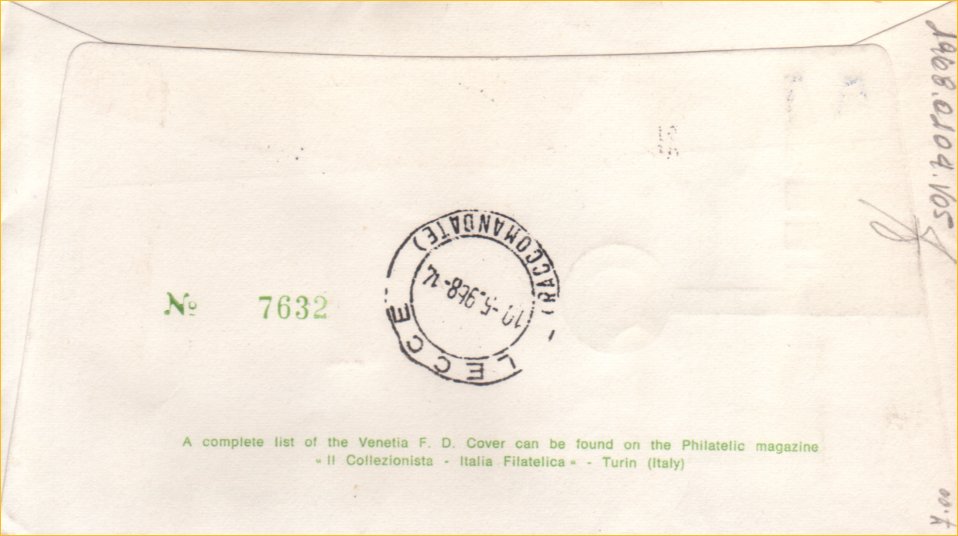 1968.0104.V05
Nº 7632
LECCE
(RACCOMANDATE)
10-5-968-14
A complete list of the Venetia F. D. Cover can be found on the Philatelic magazine
« Il Collezionista - Italia Filatelica » - Turin (Italy)